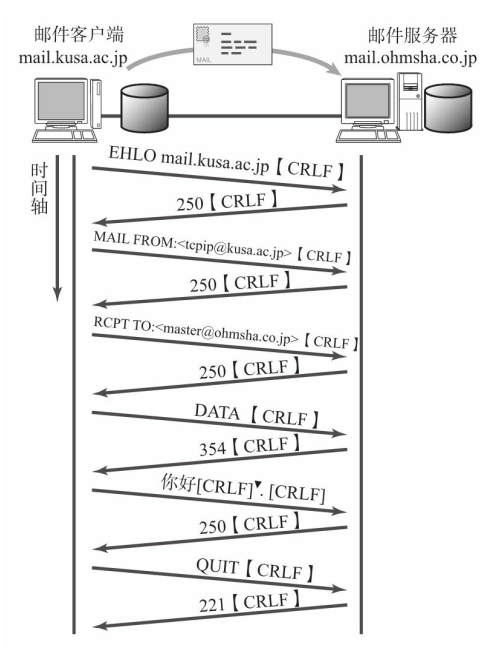 邮件客户端
mail.kusa.ac.jp
MAIL
邮件服务器
mail.ohmsha.co.jp
时间轴
EHLO mail.kusa.ac.jp【CRLF】
250【CRLF】
MAIL FROM:<tcpip@kusa.ac.jp>【CRLF】
250【CRLF】
RCPT TO:<master@ohmsha.co.jp>【CRLF】
250【CRLF】
DATA【CRLF】
354【CRLF】
你好[CRLF]▼. [CRLF]
250【CRLF】
QUIT【CRLF】
221【CRLF】